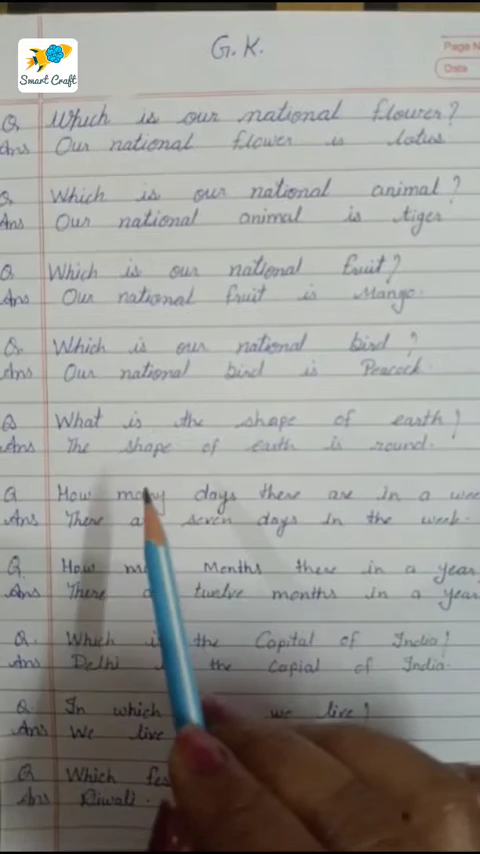 Smart Craft
G.K.
Page N
Date
Q. Which is our national flower?
Ans Our national flower is lotus
Q. Which is our national animal?
Ans Our national animal is tiger
Q Which is our national fruit?
Ans Our national fruit is Mango.
Q. Which is our national bird?
Ans Our national bird is Peacock.
Q What is the shape of earth?
Ans The shape of earth is round.
Q How many days there are in a wee
Ans There a seven days in the week.
Q. How Months there in a year
Ans There twelve months in a year
Q. Which is the Capital of India?
Ans Delhi the Capial of India.
Q. In which we live?
Ans We live
Q Which fes
Ans Diwali.